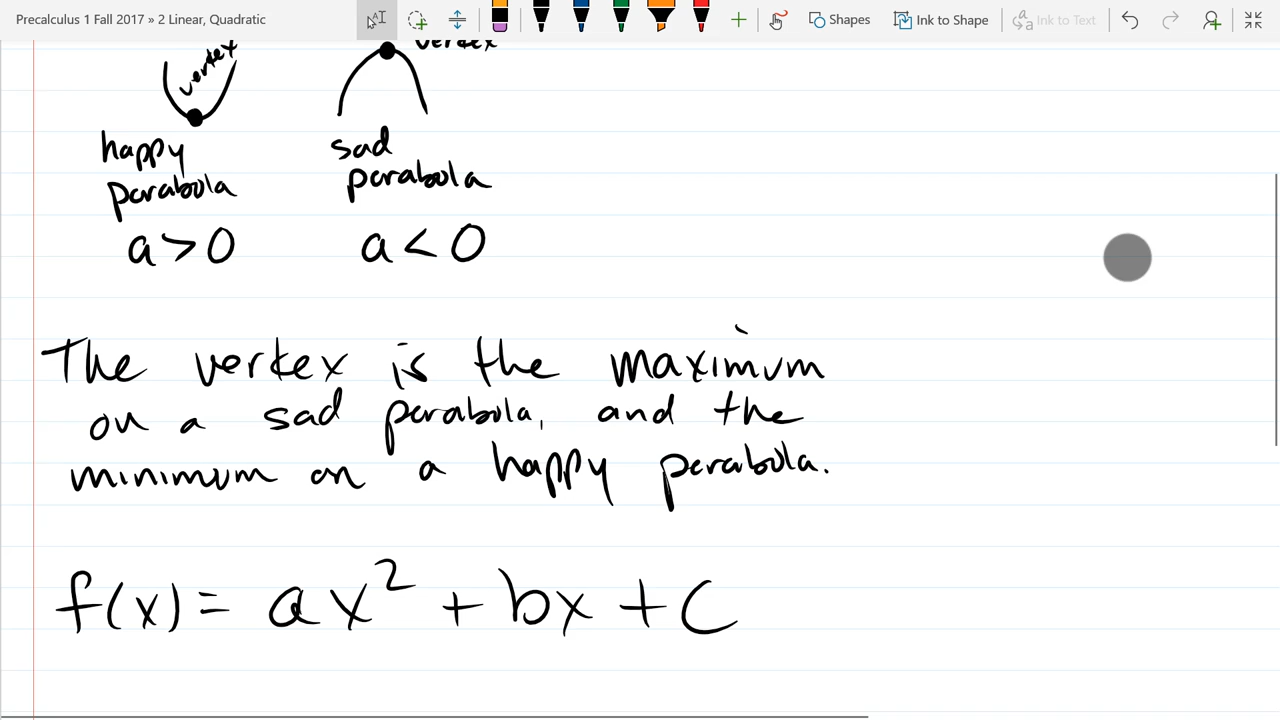 Precalculus 1 Fall 2017 » 2 Linear, Quadratic
Shapes
Ink to Shape
Ink to Text
vertex
vertex
happy
parabola
a > 0
sad
parabola
a < 0
The vertex is the maximum
on a sad parabola, and the
minimum on a happy parabola.
f(x) = ax² + bx + c